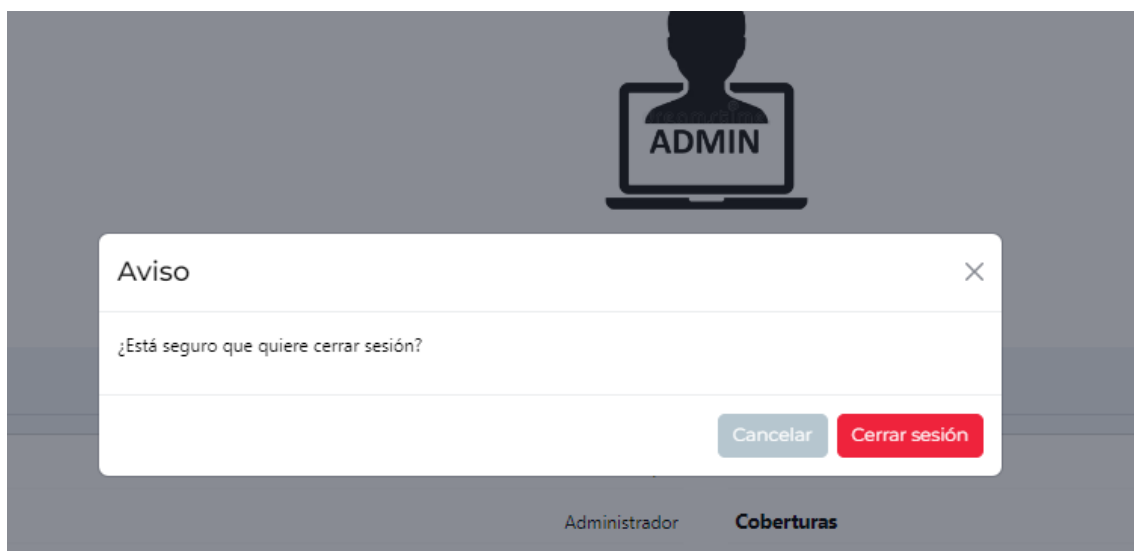 ADMIN
Aviso
¿Está seguro que quiere cerrar sesión?
Cancelar
Cerrar sesión
Administrador
Coberturas